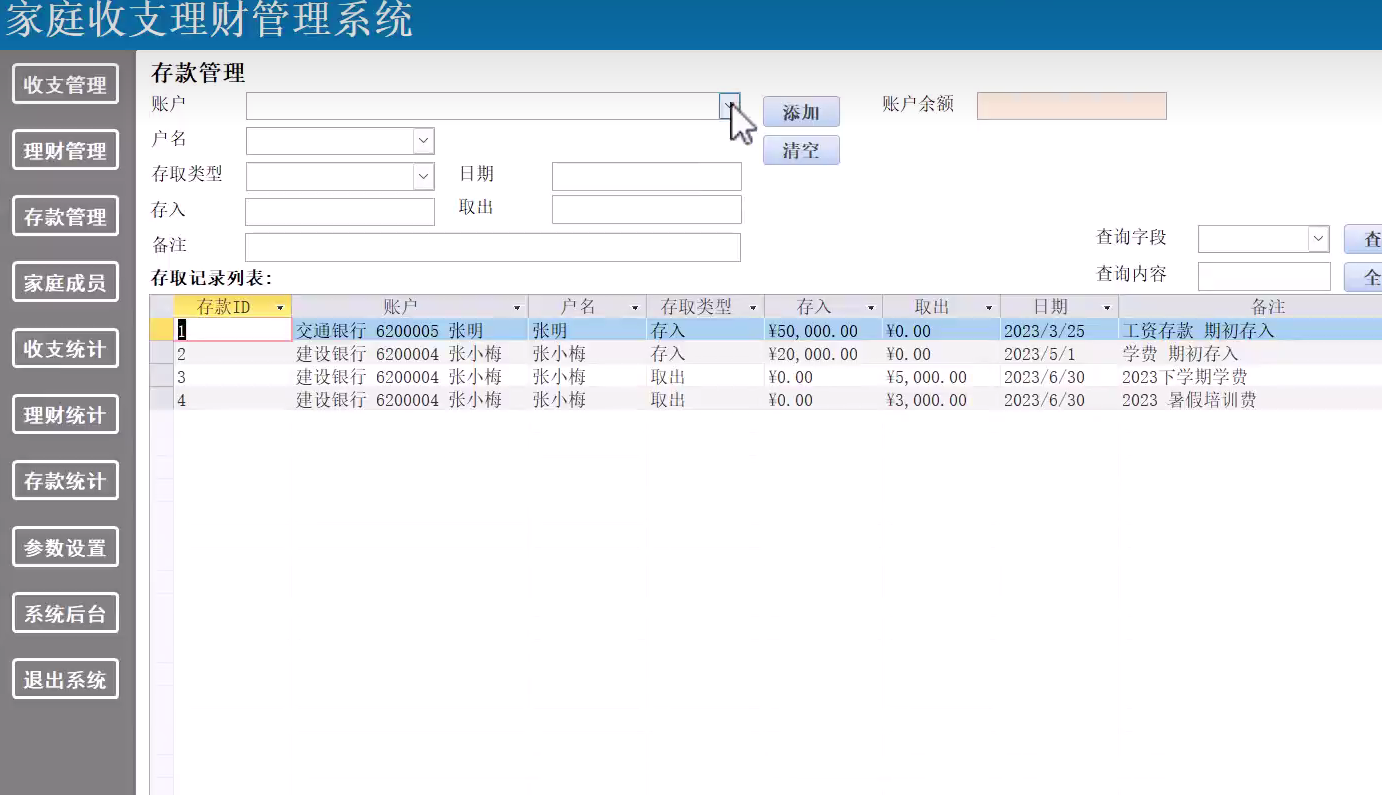 家庭收支理财管理系统
收支管理
理财管理
存款管理
家庭成员
收支统计
理财统计
存款统计
参数设置
系统后台
退出系统
存款管理
账户 添加 账户余额
户名 清空
存取类型 日期
存入 取出
备注 查询字段 查
存取记录列表: 查询内容 全
存款ID 账户 户名 存取类型 存入 取出 日期 备注
1 交通银行 6200005 张明 张明 存入 ¥50,000.00 ¥0.00 2023/3/25 工资存款 期初存入
2 建设银行 6200004 张小梅 张小梅 存入 ¥20,000.00 ¥0.00 2023/5/1 学费 期初存入
3 建设银行 6200004 张小梅 张小梅 取出 ¥0.00 ¥5,000.00 2023/6/30 2023下学期学费
4 建设银行 6200004 张小梅 张小梅 取出 ¥0.00 ¥3,000.00 2023/6/30 2023 暑假培训费